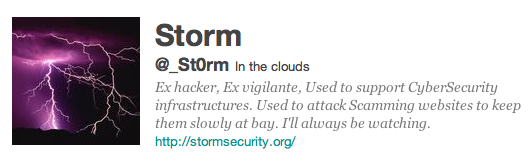 Storm
@_St0rm In the clouds
Ex hacker, Ex vigilante, Used to support CyberSecurity
infrastructures. Used to attack Scamming websites to keep
them slowly at bay. I'll always be watching.
http://stormsecurity.org/